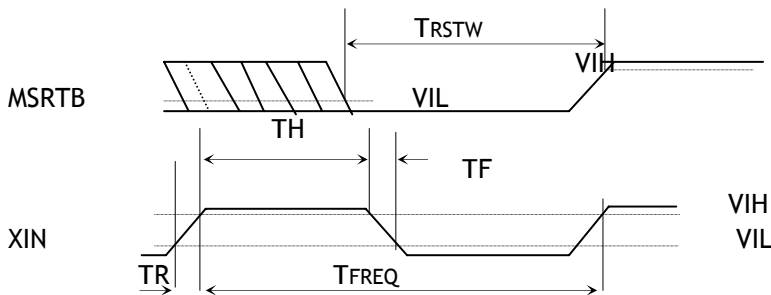 TRSTW
VIH
MSRTB
VIL
TH
TF
VIH
XIN
VIL
TR
TFREQ